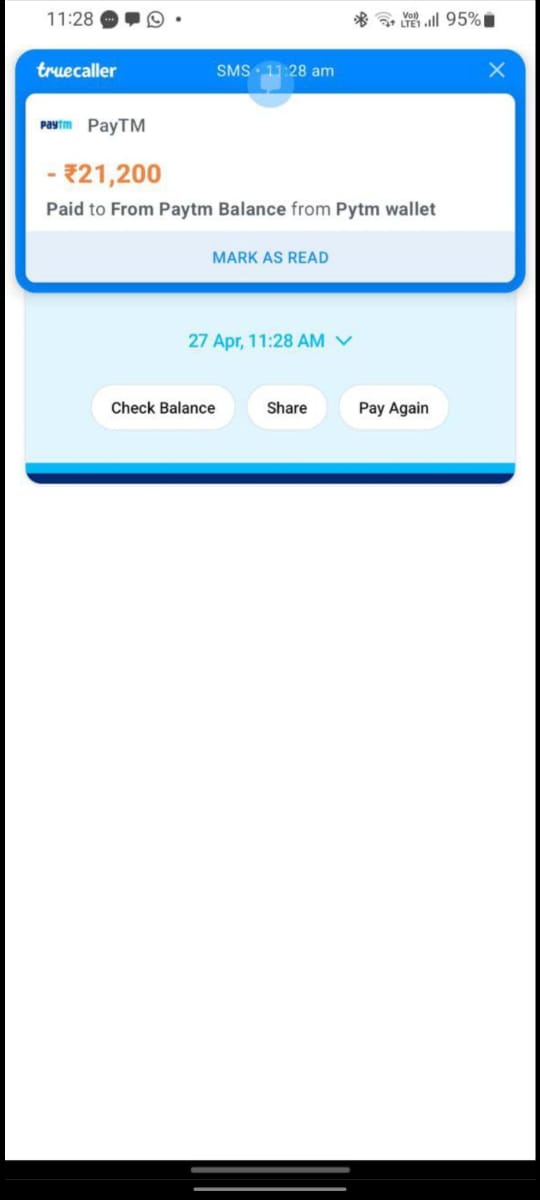 11:28
Vo)) LTE1 95%
truecaller SMS • 11:28 am
paytm PayTM
- ₹21,200
Paid to From Paytm Balance from Pytm wallet
MARK AS READ
27 Apr, 11:28 AM
Check Balance Share Pay Again